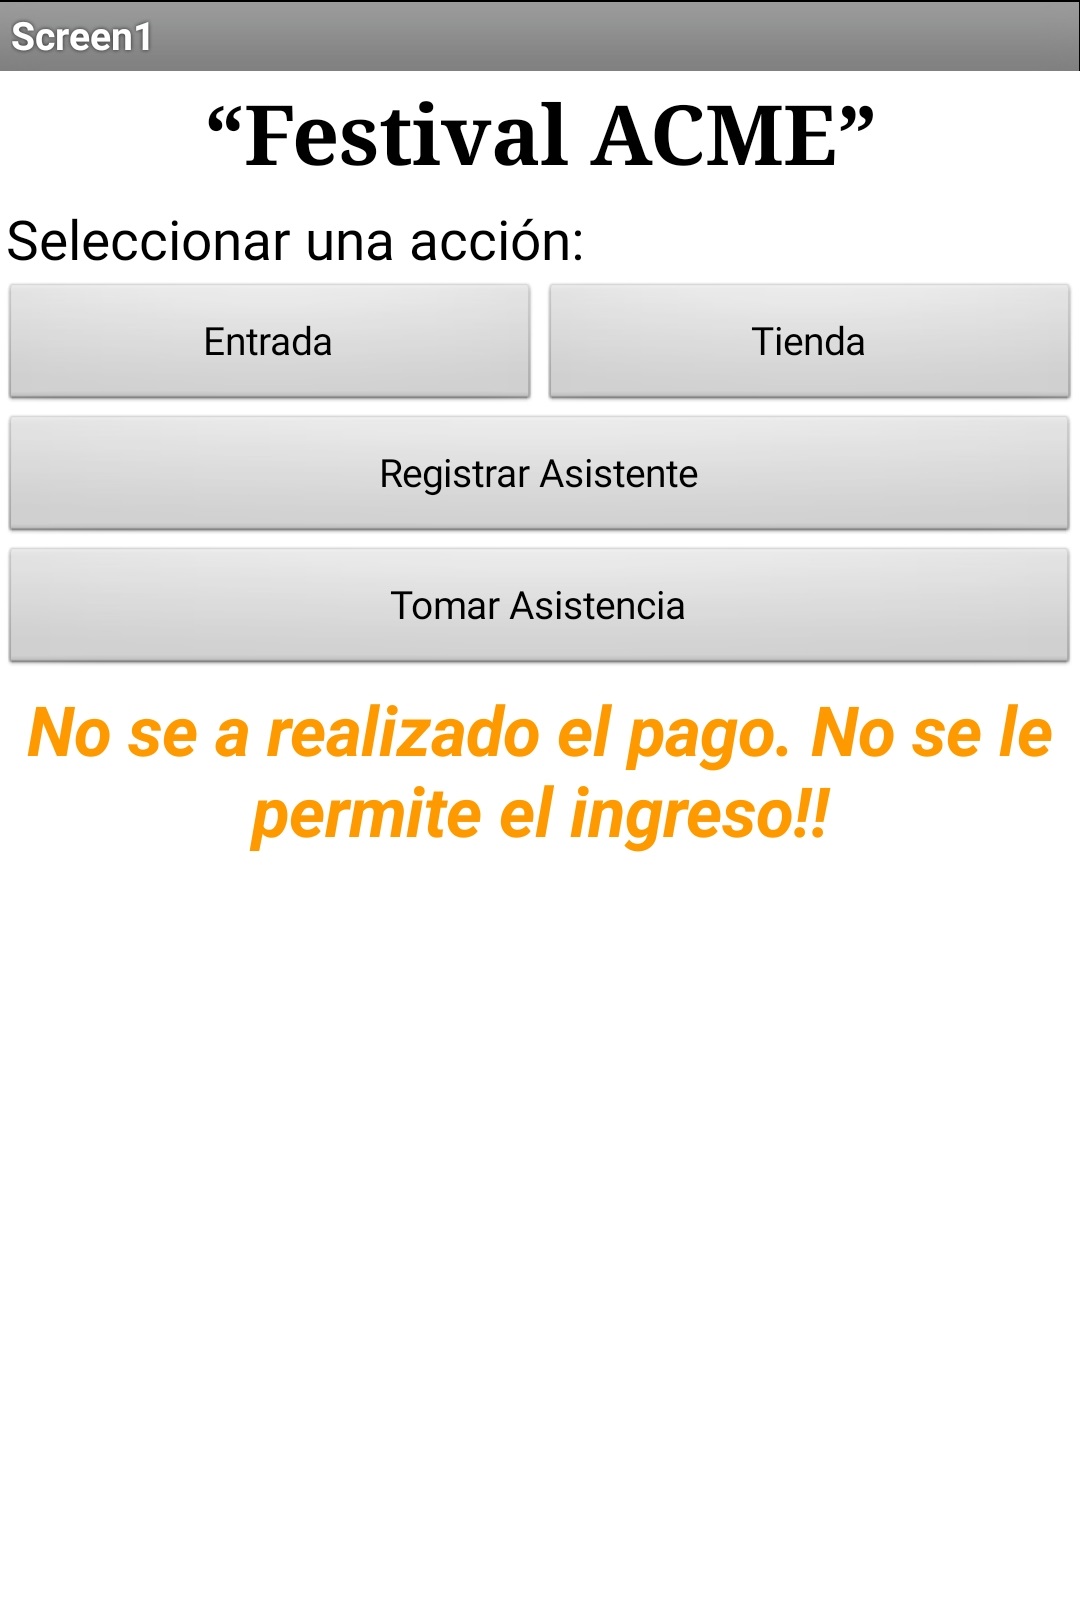 Screen1
“Festival ACME”
Seleccionar una acción:
Entrada
Tienda
Registrar Asistente
Tomar Asistencia
No se a realizado el pago. No se le
permite el ingreso!!